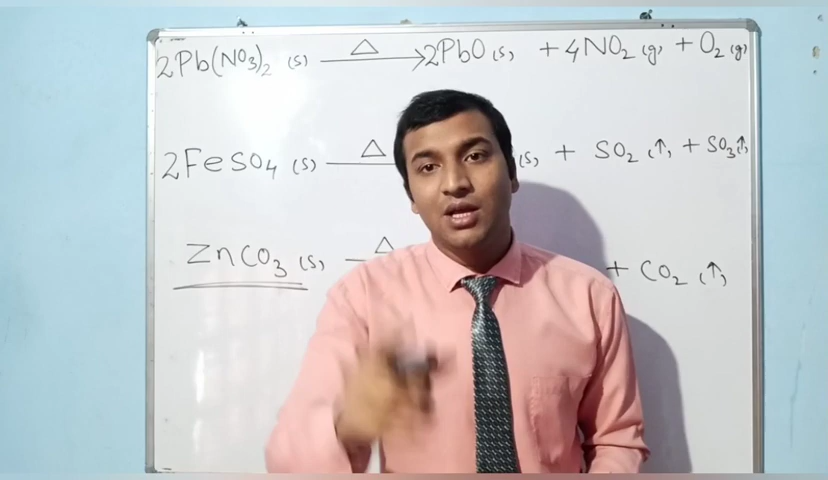 2Pb(NO₃)₂ (s) —Δ→ 2PbO (s) + 4NO₂ (g) + O₂ (g)
2FeSO₄ (s) —Δ (s) + SO₂ (↑) + SO₃ (↑)
ZnCO₃ (s) —Δ + CO₂ (↑)